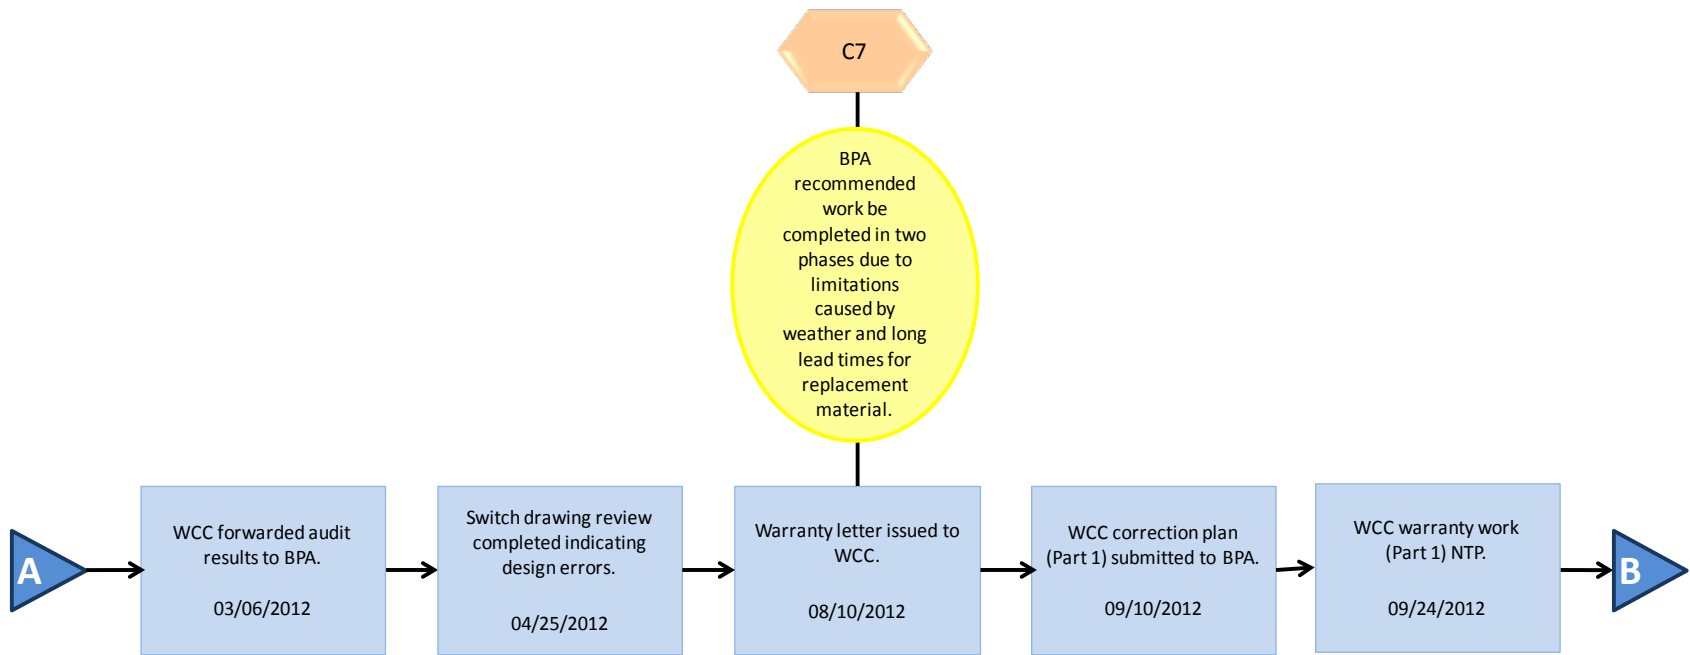 C7
BPA
recommended
work be
completed in two
phases due to
limitations
caused by
weather and long
lead times for
replacement
material.
A
WCC forwarded audit
results to BPA.
03/06/2012
Switch drawing review
completed indicating
design errors.
04/25/2012
Warranty letter issued to
WCC.
08/10/2012
WCC correction plan
(Part 1) submitted to BPA.
09/10/2012
WCC warranty work
(Part 1) NTP.
09/24/2012
B